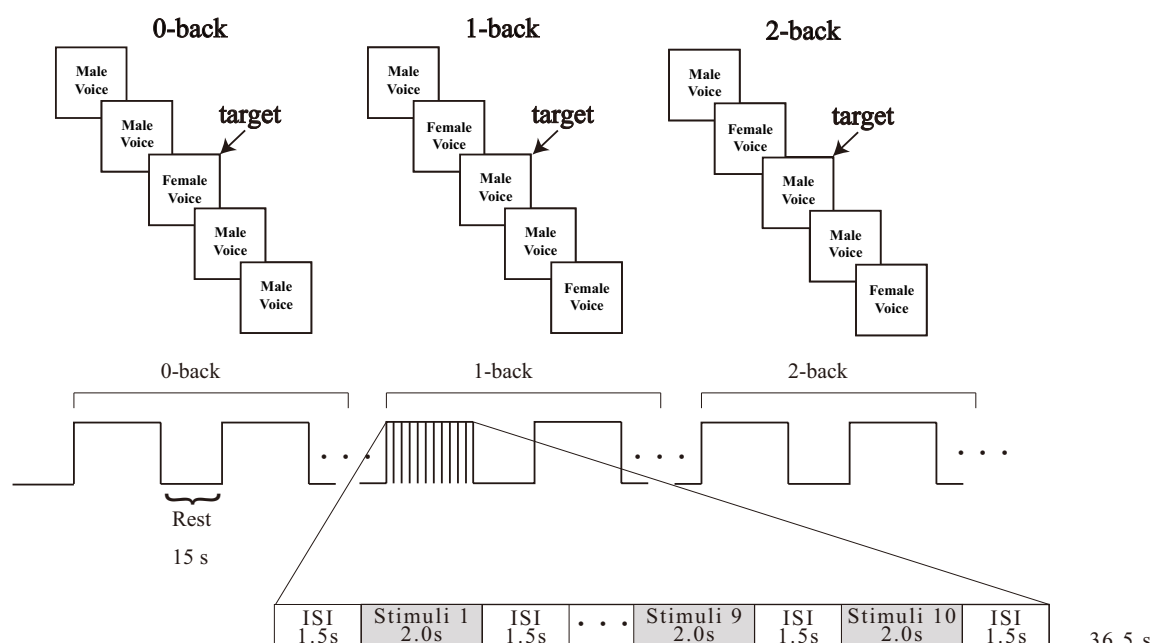 0-back
1-back
2-back
Male
Voice
Male
Voice
target
Female
Voice
Male
Voice
Male
Voice
Male
Voice
Female
Voice
target
Male
Voice
Male
Voice
Female
Voice
Male
Voice
Female
Voice
target
Male
Voice
Male
Voice
Female
Voice
0-back
1-back
2-back
. . .
. . .
. . .
Rest
15 s
ISI
1.5s
Stimuli 1
2.0s
ISI
1.5s
. . .
Stimuli 9
2.0s
ISI
1.5s
Stimuli 10
2.0s
ISI
1.5s
36.5 s